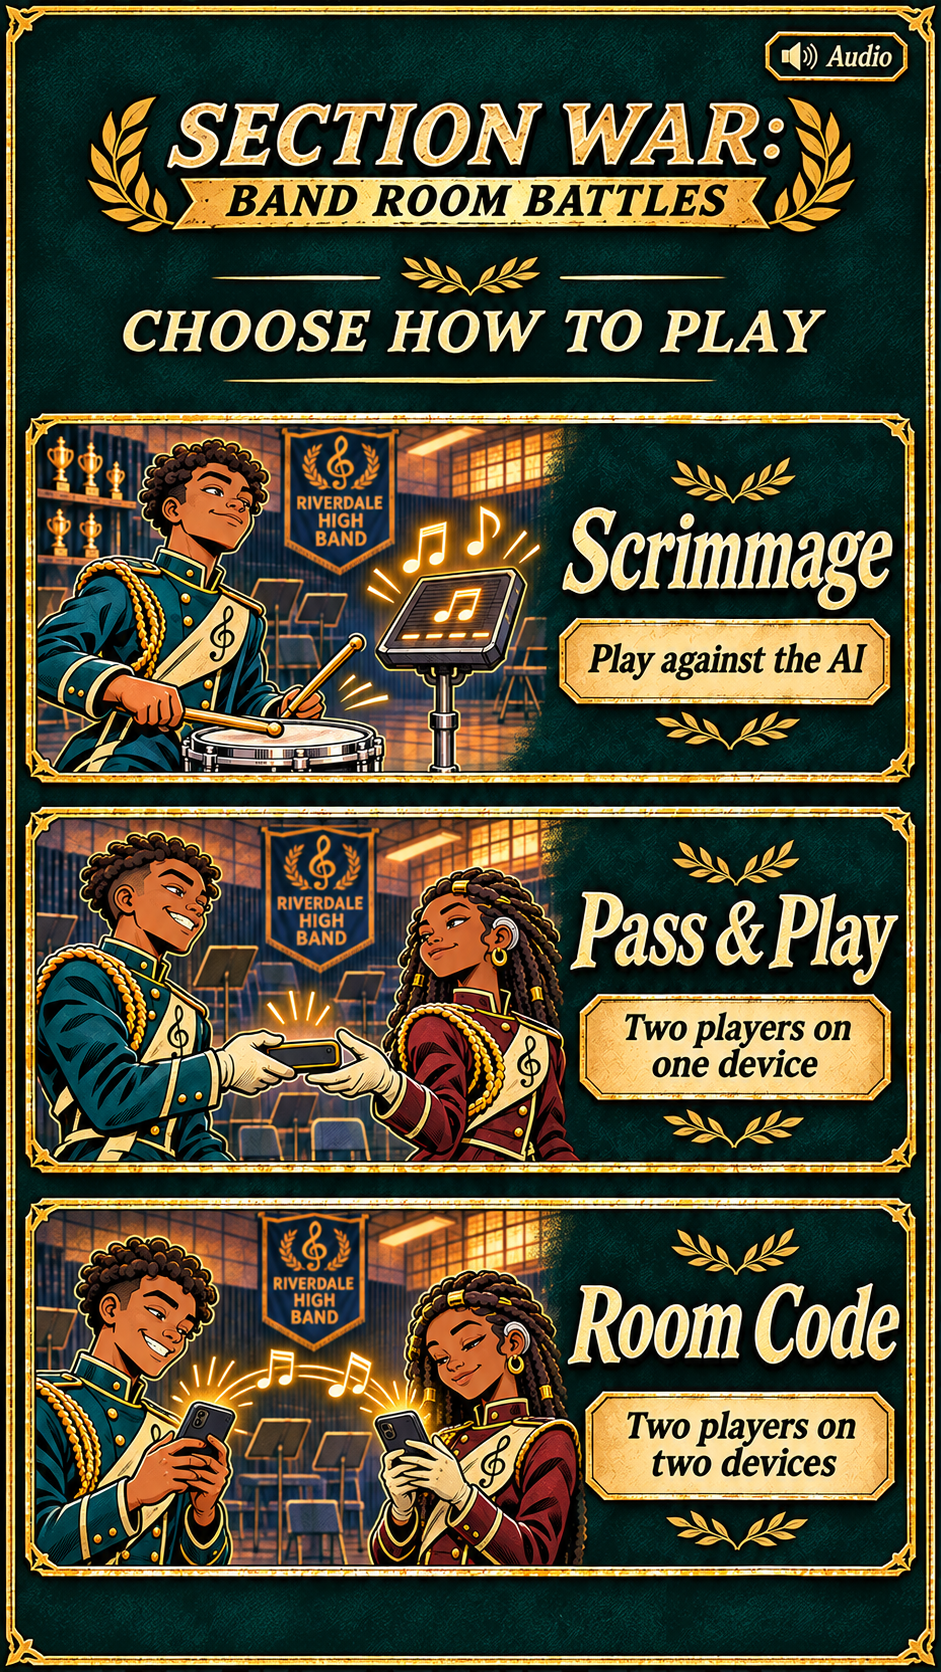 Audio
SECTION WAR:
BAND ROOM BATTLES
CHOOSE HOW TO PLAY
RIVERDALE
HIGH
BAND
Scrimmage
Play against the AI
RIVERDALE
HIGH
BAND
Pass & Play
Two players on
one device
RIVERDALE
HIGH
BAND
Room Code
Two players on
two devices